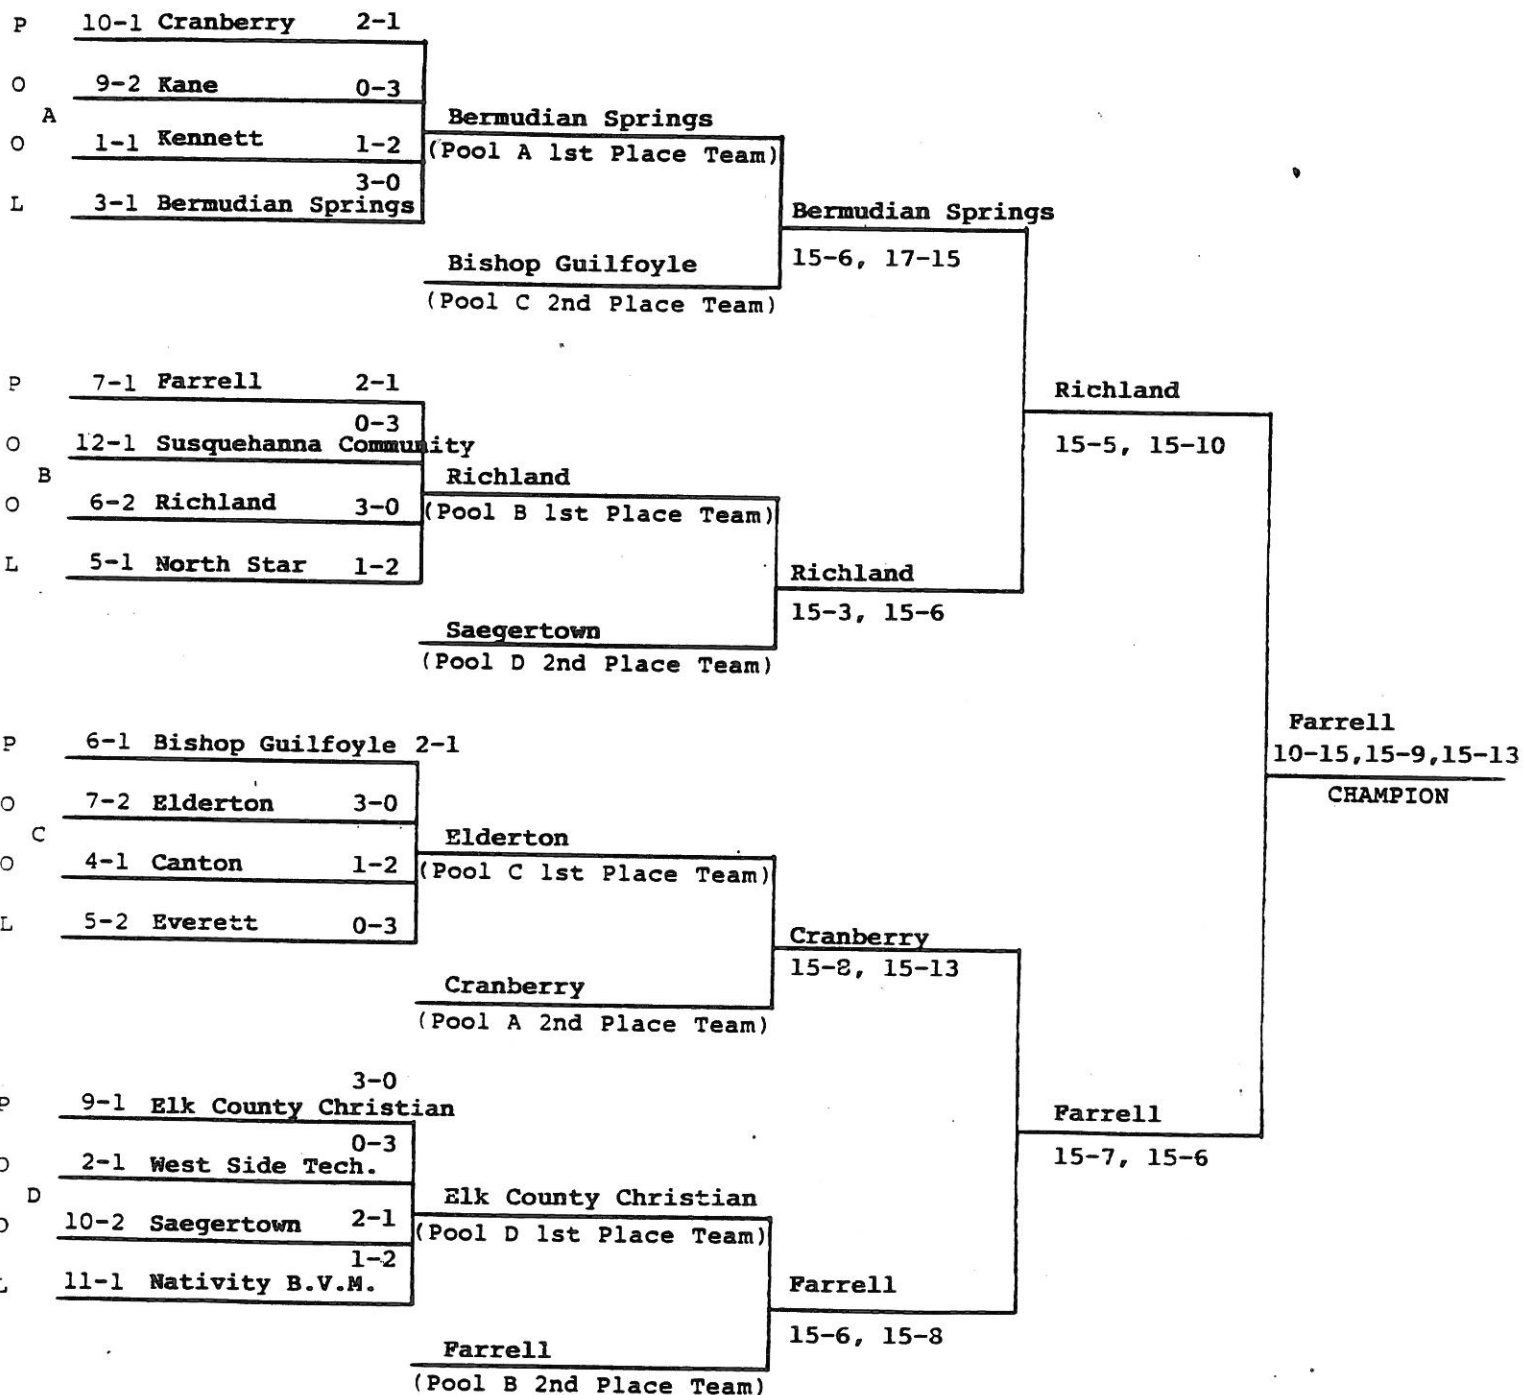 P 10-1 Cranberry 2-1
O 9-2 Kane 0-3
A
O 1-1 Kennett 1-2
L 3-1 Bermudian Springs 3-0
Bermudian Springs
(Pool A 1st Place Team)
Bishop Guilfoyle
(Pool C 2nd Place Team)
Bermudian Springs
15-6, 17-15
P 7-1 Farrell 2-1
O 12-1 Susquehanna Community 0-3
B
O 6-2 Richland 3-0
L 5-1 North Star 1-2
Richland
(Pool B 1st Place Team)
Saegertown
(Pool D 2nd Place Team)
Richland
15-3, 15-6
Richland
15-5, 15-10
P 6-1 Bishop Guilfoyle 2-1
O 7-2 Elderton 3-0
C
O 4-1 Canton 1-2
L 5-2 Everett 0-3
Elderton
(Pool C 1st Place Team)
Cranberry
(Pool A 2nd Place Team)
Cranberry
15-8, 15-13
P 9-1 Elk County Christian 3-0
O 2-1 West Side Tech. 0-3
D
O 10-2 Saegertown 2-1
L 11-1 Nativity B.V.M. 1-2
Elk County Christian
(Pool D 1st Place Team)
Farrell
(Pool B 2nd Place Team)
Farrell
15-6, 15-8
Farrell
15-7, 15-6
Farrell
10-15,15-9,15-13
CHAMPION